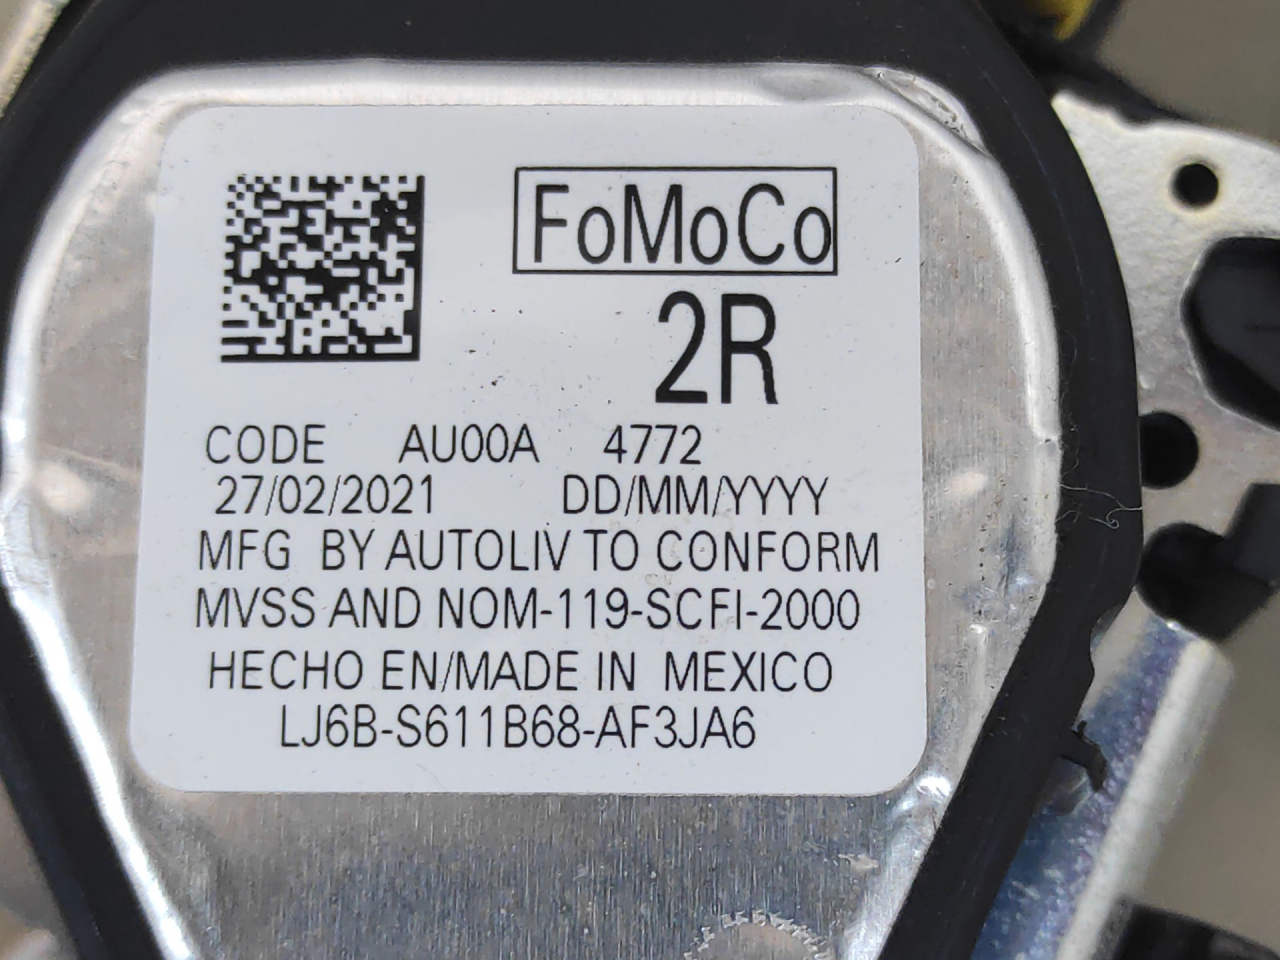 FoMoCo
2R
CODE AU00A 4772
27/02/2021 DD/MM/YYYY
MFG BY AUTOLIV TO CONFORM
MVSS AND NOM-119-SCFI-2000
HECHO EN/MADE IN MEXICO
LJ6B-S611B68-AF3JA6